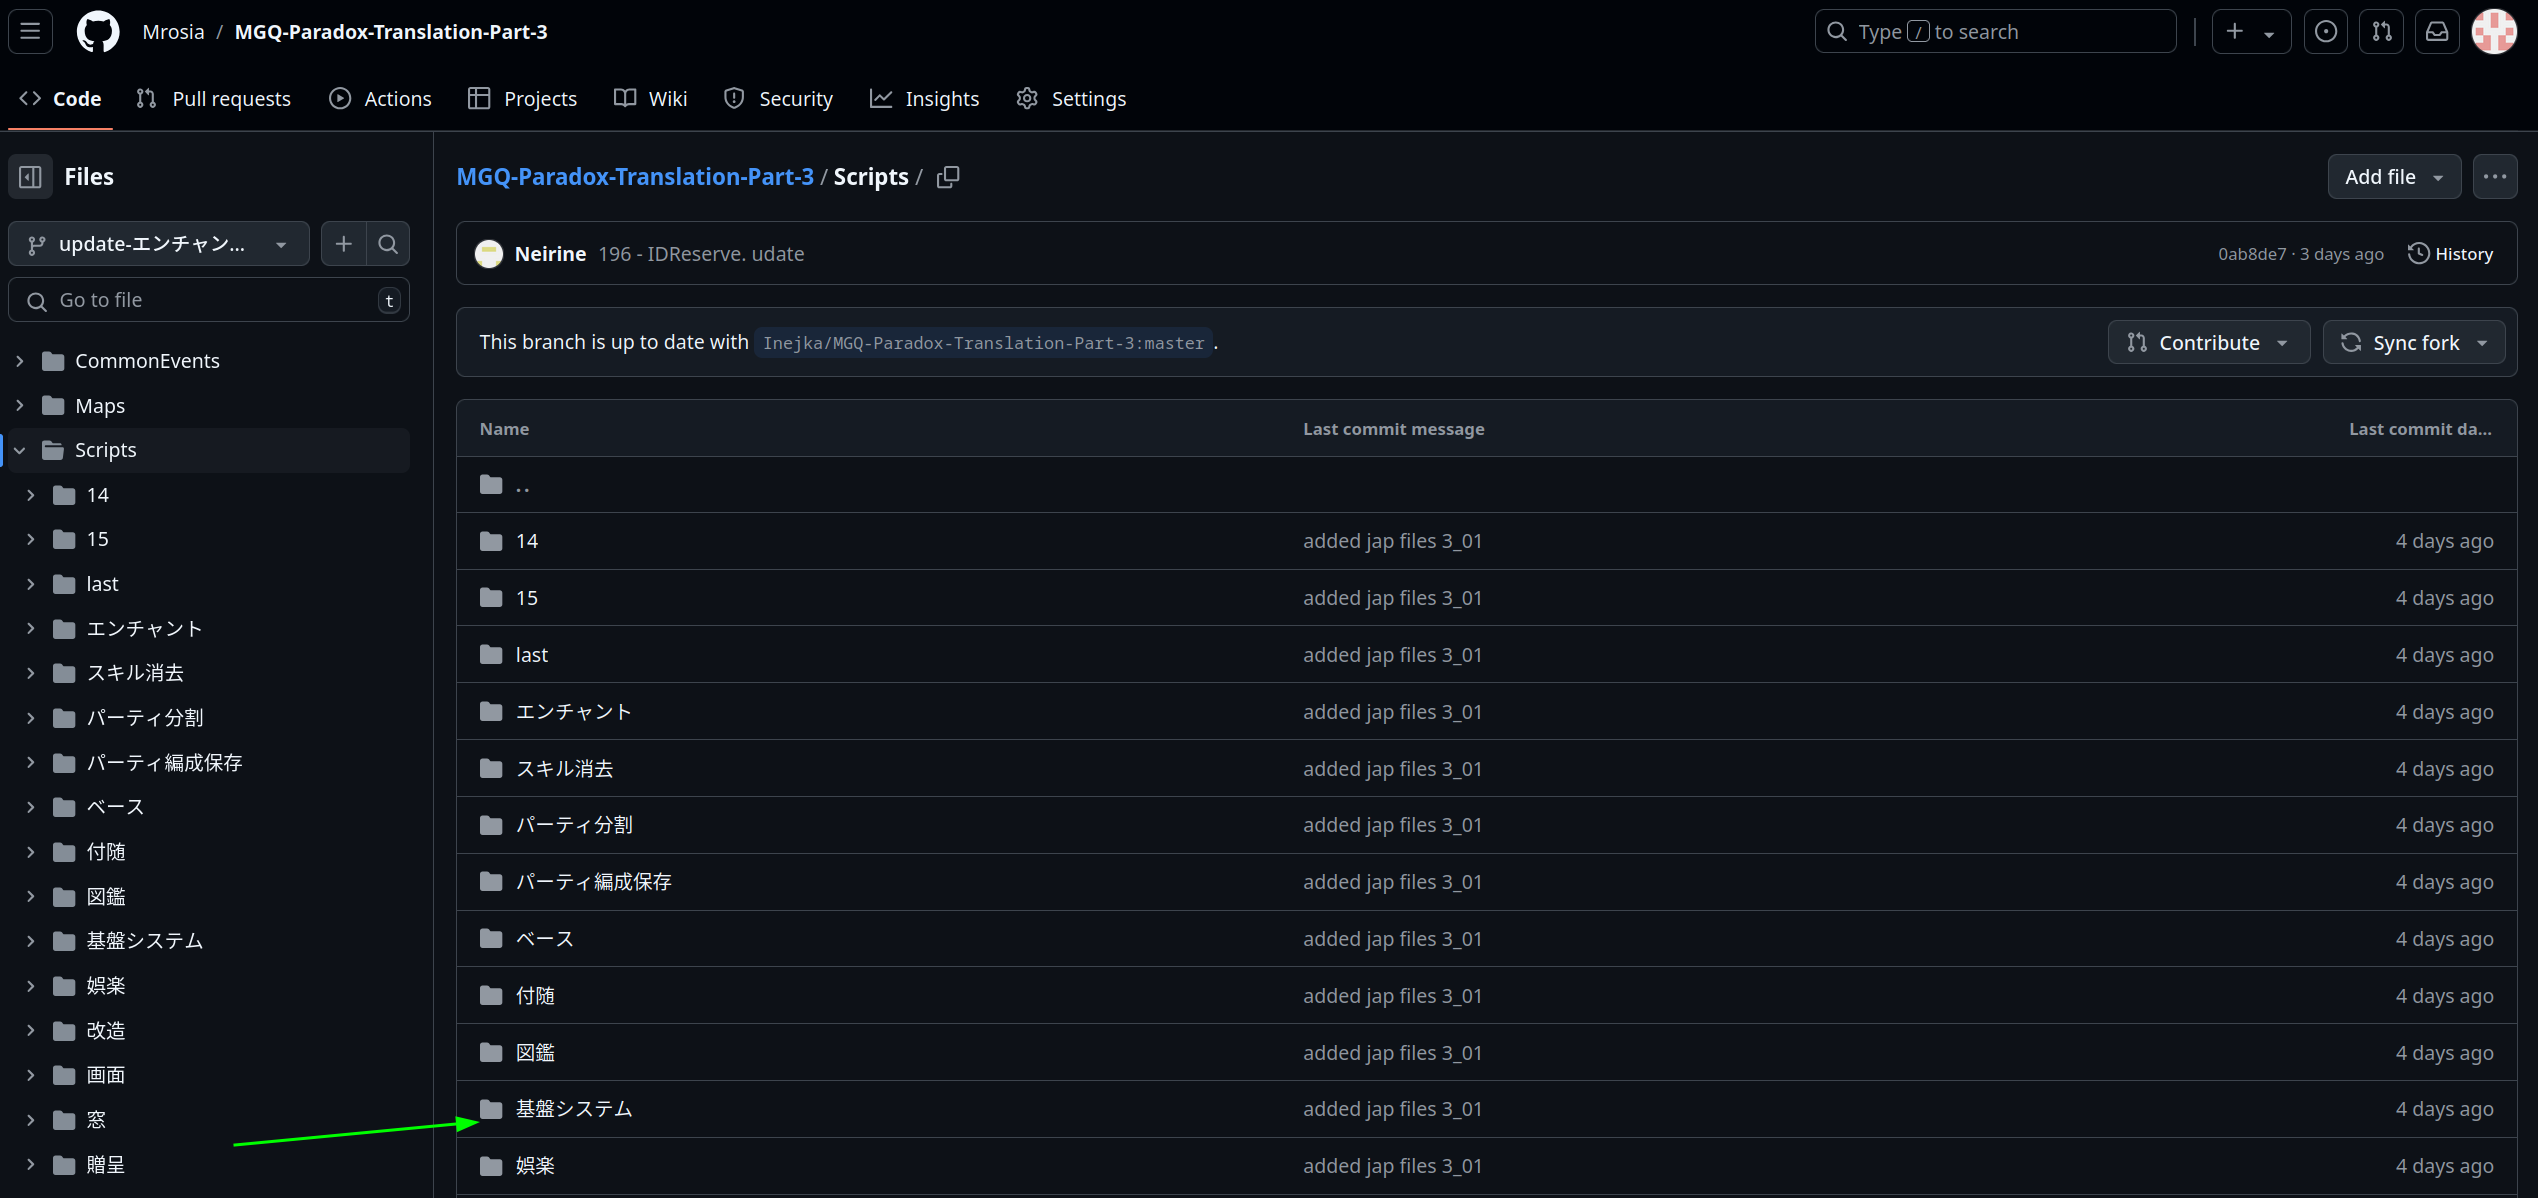 Mrosia / MGQ-Paradox-Translation-Part-3
Type / to search
Code
Pull requests
Actions
Projects
Wiki
Security
Insights
Settings
Files
update-エンチャン...
Go to file
t
CommonEvents
Maps
Scripts
14
15
last
エンチャント
スキル消去
パーティ分割
パーティ編成保存
ベース
付随
図鑑
基盤システム
娯楽
改造
画面
窓
贈呈
MGQ-Paradox-Translation-Part-3 / Scripts /
Add file
Neirine 196 - IDReserve. udate
0ab8de7 · 3 days ago
History
This branch is up to date with Inejka/MGQ-Paradox-Translation-Part-3:master .
Contribute
Sync fork
Name Last commit message Last commit da...
..
14 added jap files 3_01 4 days ago
15 added jap files 3_01 4 days ago
last added jap files 3_01 4 days ago
エンチャント added jap files 3_01 4 days ago
スキル消去 added jap files 3_01 4 days ago
パーティ分割 added jap files 3_01 4 days ago
パーティ編成保存 added jap files 3_01 4 days ago
ベース added jap files 3_01 4 days ago
付随 added jap files 3_01 4 days ago
図鑑 added jap files 3_01 4 days ago
基盤システム added jap files 3_01 4 days ago
娯楽 added jap files 3_01 4 days ago